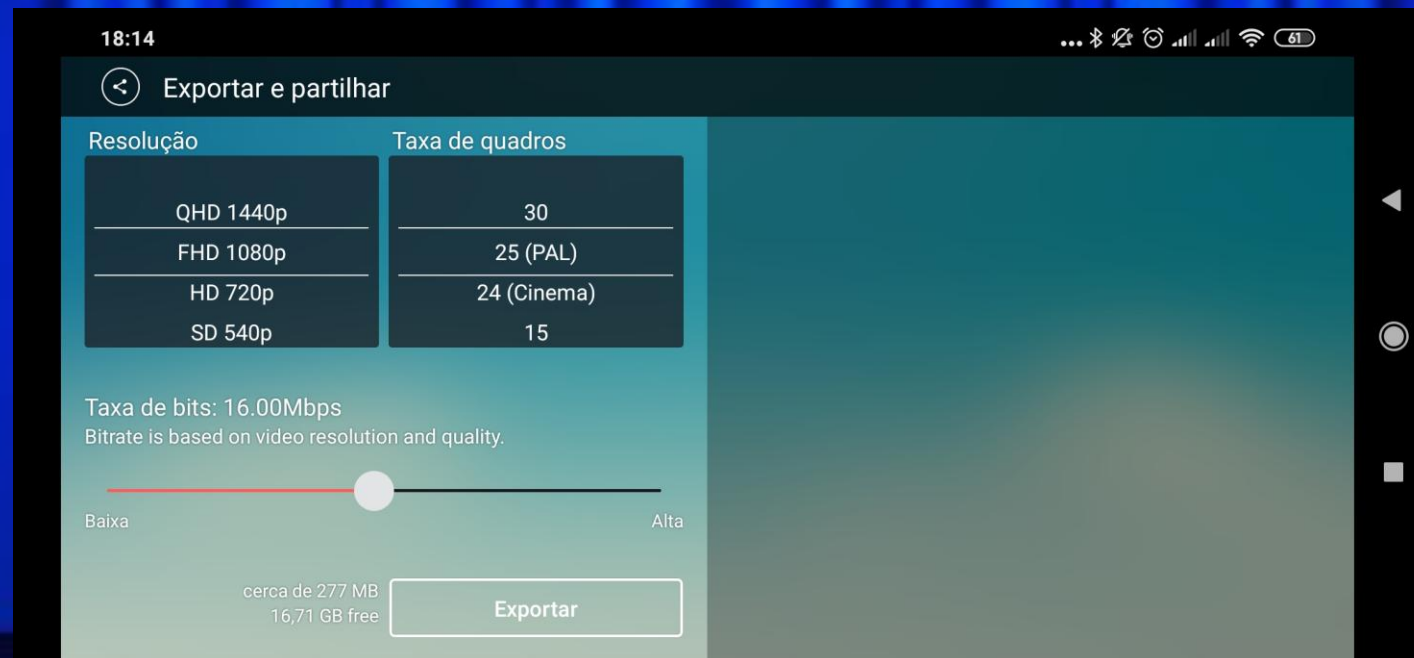 18:14
61
Exportar e partilhar
Resolução
QHD 1440p
FHD 1080p
HD 720p
SD 540p
Taxa de quadros
30
25 (PAL)
24 (Cinema)
15
Taxa de bits: 16.00Mbps
Bitrate is based on video resolution and quality.
Baixa
Alta
cerca de 277 MB
16,71 GB free
Exportar